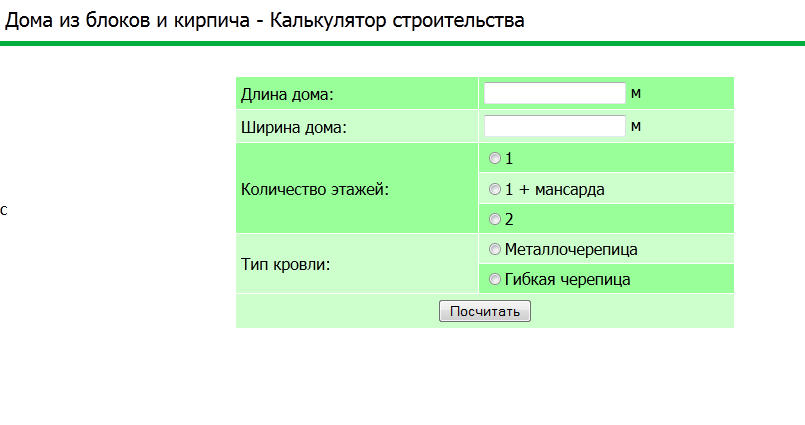 Дома из блоков и кирпича - Калькулятор строительства
Длина дома: м
Ширина дома: м
Количество этажей:
1
1 + мансарда
2
с
Тип кровли:
Металлочерепица
Гибкая черепица
Посчитать